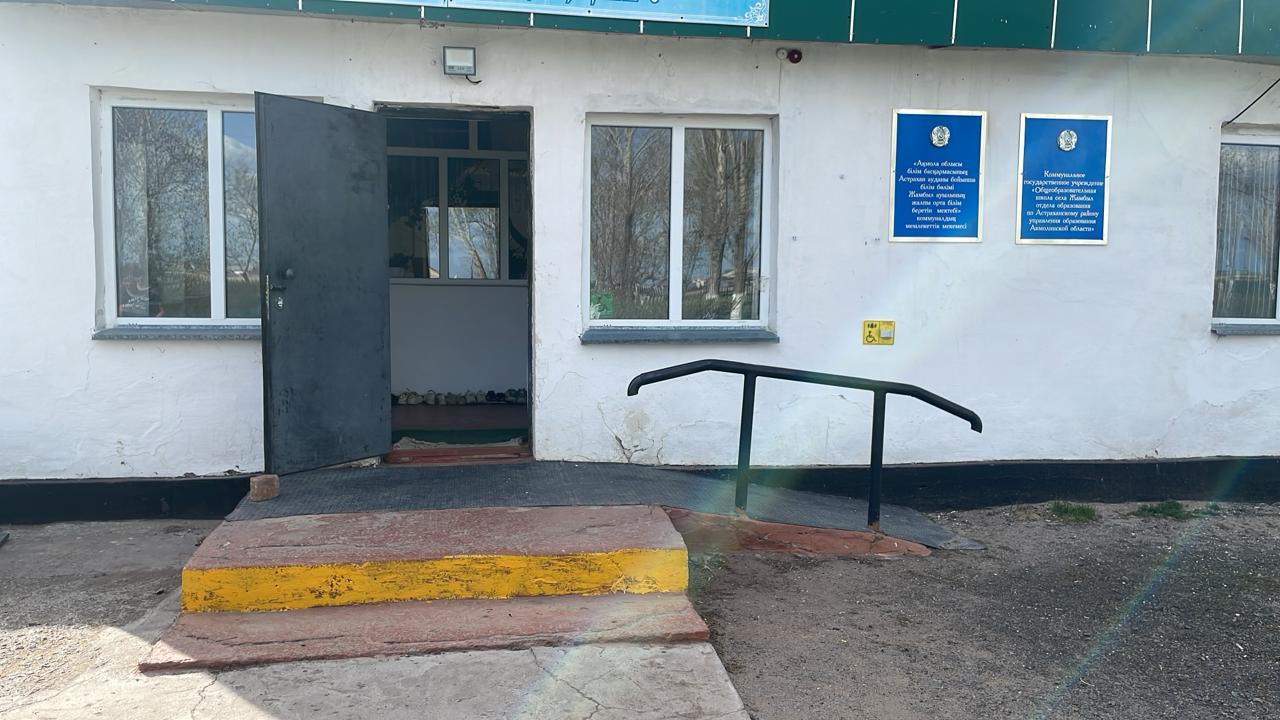 «Ақмола облысы
білім басқармасының
Астрахан ауданы бойынша
білім бөлімі
Жамбыл ауылының
жалпы орта білім
беретін мектебі»
коммуналдық
мемлекеттік мекемесі
Коммунальное
государственное учреждение
«Общеобразовательная
школа села Жамбыл
отдела образования
по Астраханскому району
управления образования
Акмолинской области»